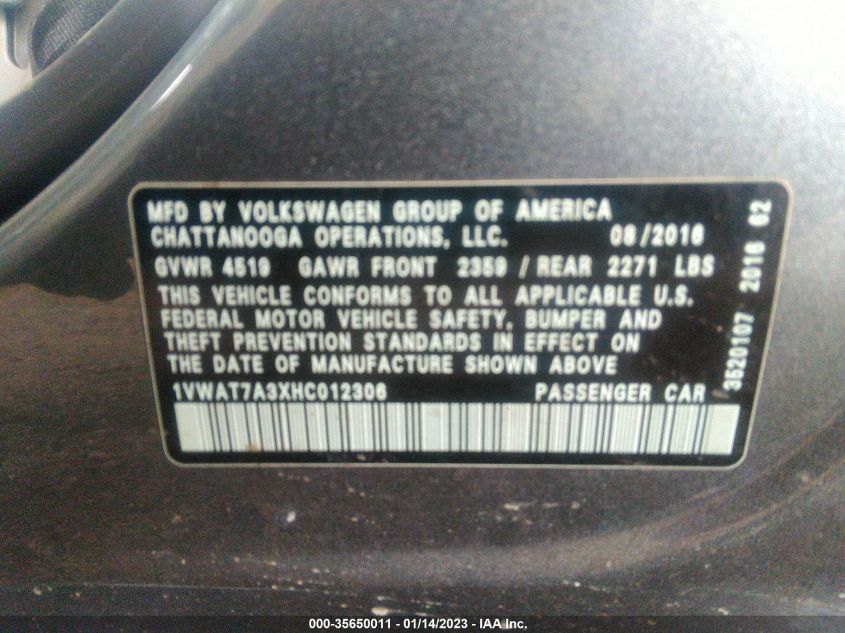 MFD BY VOLKSWAGEN GROUP OF AMERICA
CHATTANOOGA OPERATIONS, LLC. 08/2016
GVWR 4519 GAWR FRONT 2359 / REAR 2271 LBS
THIS VEHICLE CONFORMS TO ALL APPLICABLE U.S.
FEDERAL MOTOR VEHICLE SAFETY, BUMPER AND
THEFT PREVENTION STANDARDS IN EFFECT ON
THE DATE OF MANUFACTURE SHOWN ABOVE
1VWAT7A3XHC012306 PASSENGER CAR
3520107 2016 62
000-35650011 — 01/14/2023 — IAA Inc.